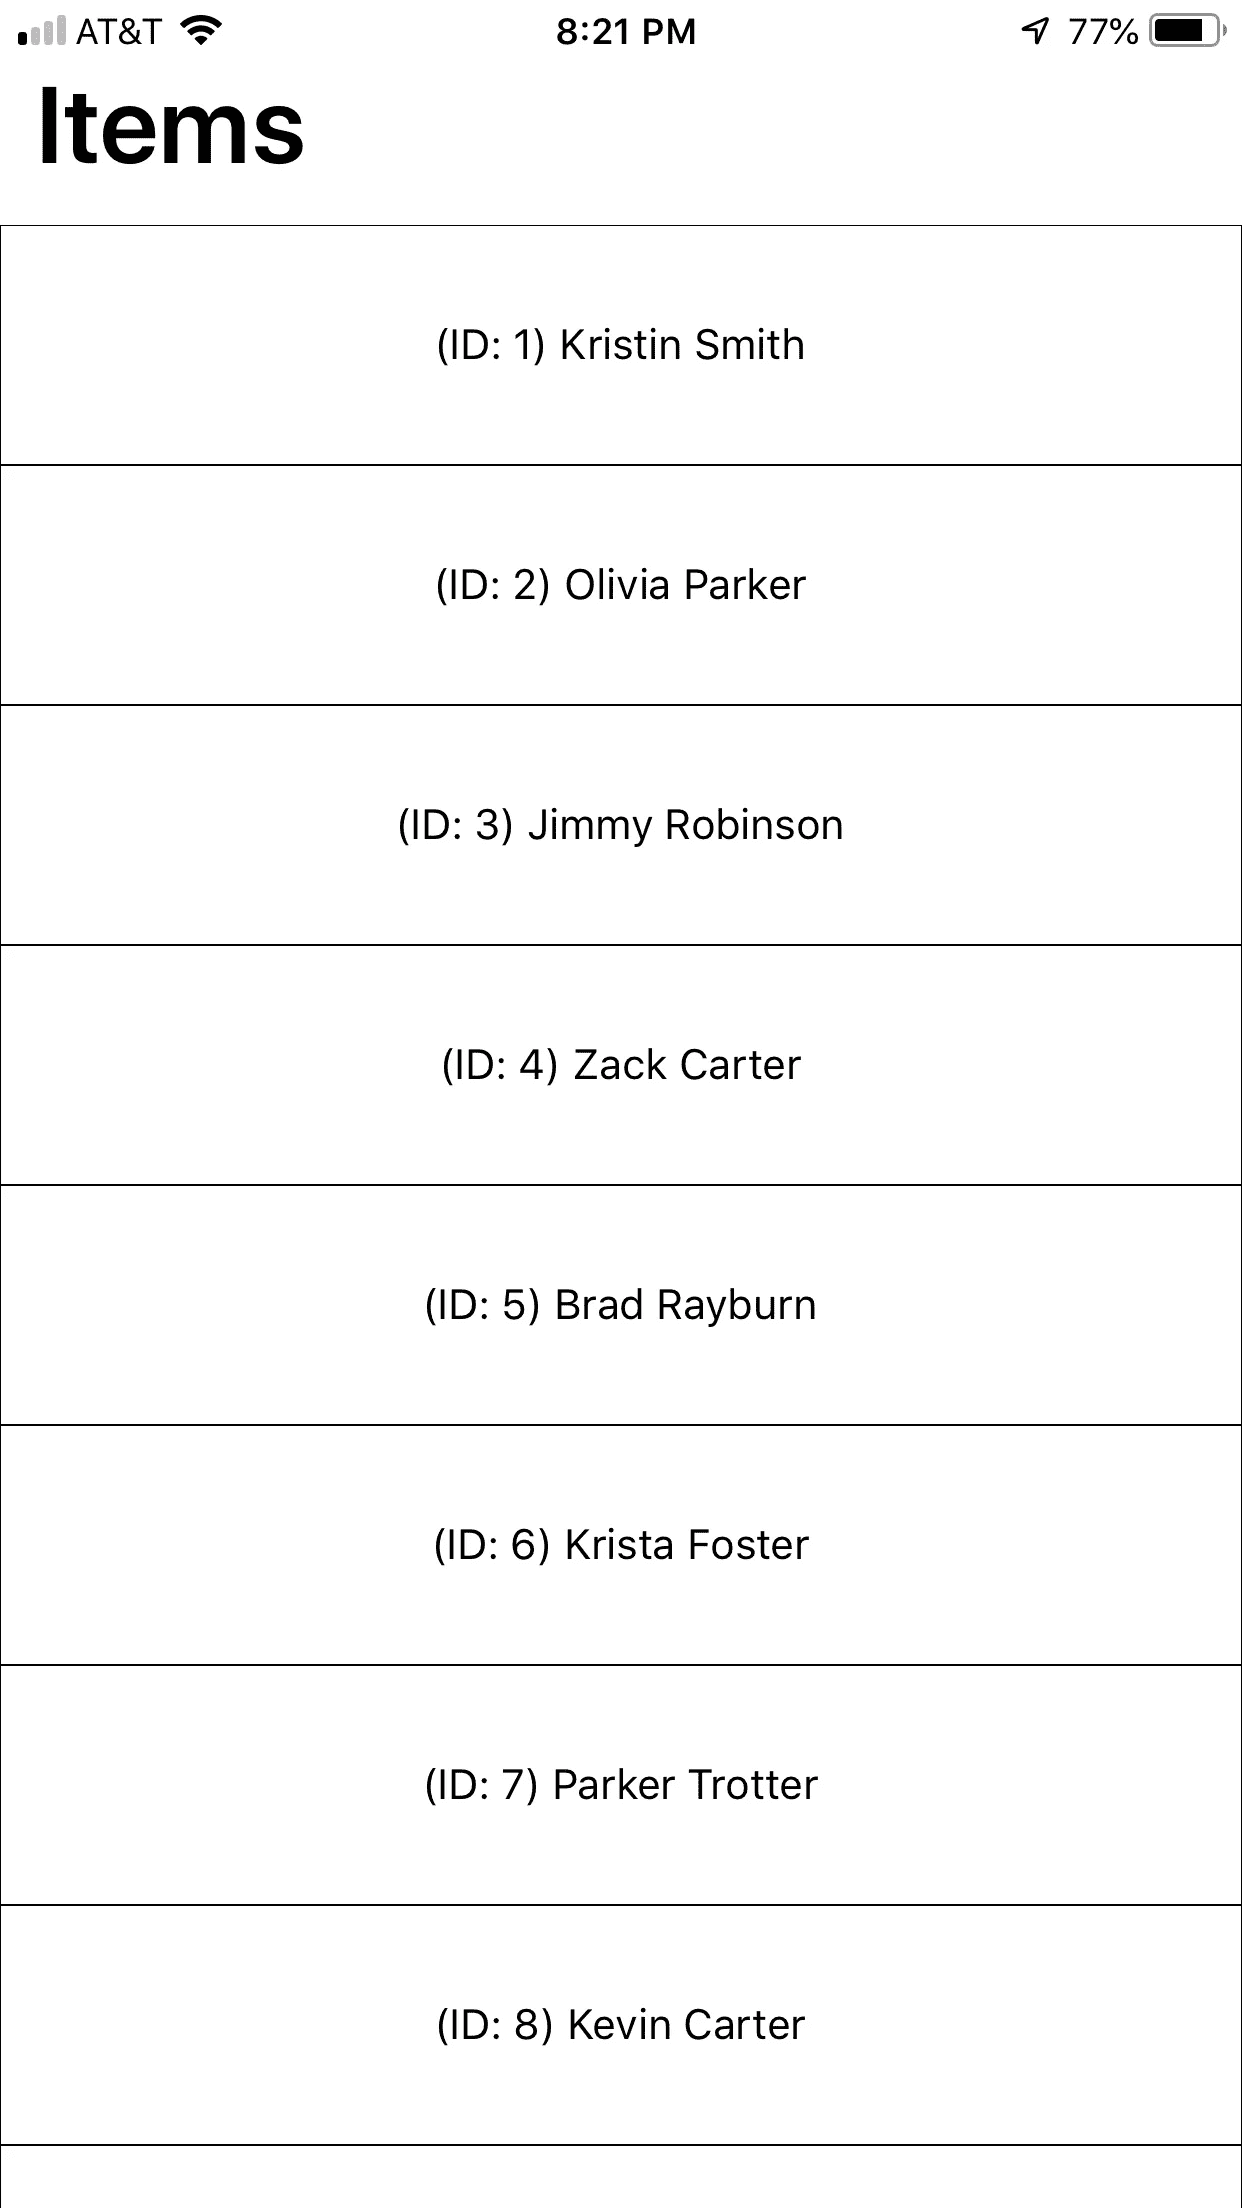 AT&T 8:21 PM 77%
Items
(ID: 1) Kristin Smith
(ID: 2) Olivia Parker
(ID: 3) Jimmy Robinson
(ID: 4) Zack Carter
(ID: 5) Brad Rayburn
(ID: 6) Krista Foster
(ID: 7) Parker Trotter
(ID: 8) Kevin Carter